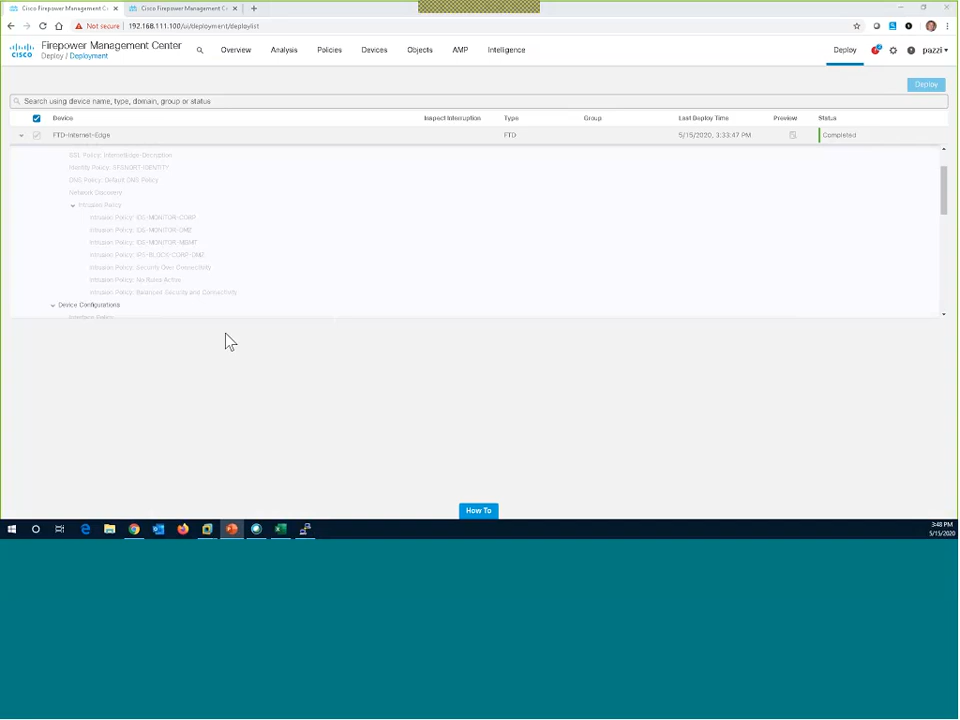 Cisco Firepower Management C
Cisco Firepower Management C
Not secure
192.168.111.100/ui/deployment/deploylist
CISCO
Firepower Management Center
Deploy / Deployment
Overview
Analysis
Policies
Devices
Objects
AMP
Intelligence
Deploy
pazzi
Deploy
Search using device name, type, domain, group or status
Device
Inspect Interruption
Type
Group
Last Deploy Time
Preview
Status
FTD-Internet-Edge
FTD
5/15/2020, 3:33:47 PM
Completed
SSL Policy: InternetEdge-Decryption
Identity Policy:
DNS Policy: Default DNS Policy
Network Discovery
Intrusion Policy
Intrusion Policy: IDS-MONITOR-CORP
Intrusion Policy: IDS-MONITOR-DMZ
Intrusion Policy: IDS-MONITOR-MGMT
Intrusion Policy: IPS-BLOCK-CORP-DMZ
Intrusion Policy: Security Over Connectivity
Intrusion Policy: No Rules Active
Intrusion Policy: Balanced Security and Connectivity
Device Configurations
Interface Policy
How To
3:48 PM
5/15/2020